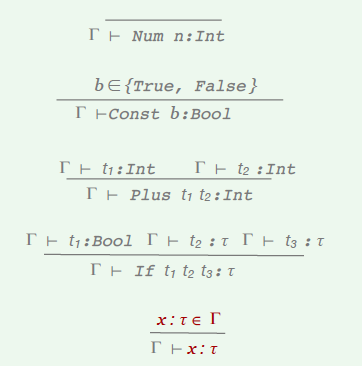 Γ ⊢ Num n:Int
b∈{True, False}
Γ ⊢Const b:Bool
Γ ⊢ t₁:Int Γ ⊢ t₂:Int
Γ ⊢ Plus t₁ t₂:Int
Γ ⊢ t₁:Bool Γ ⊢ t₂ : τ Γ ⊢ t₃ : τ
Γ ⊢ If t₁ t₂ t₃: τ
x:τ∈ Γ
Γ ⊢x:τ